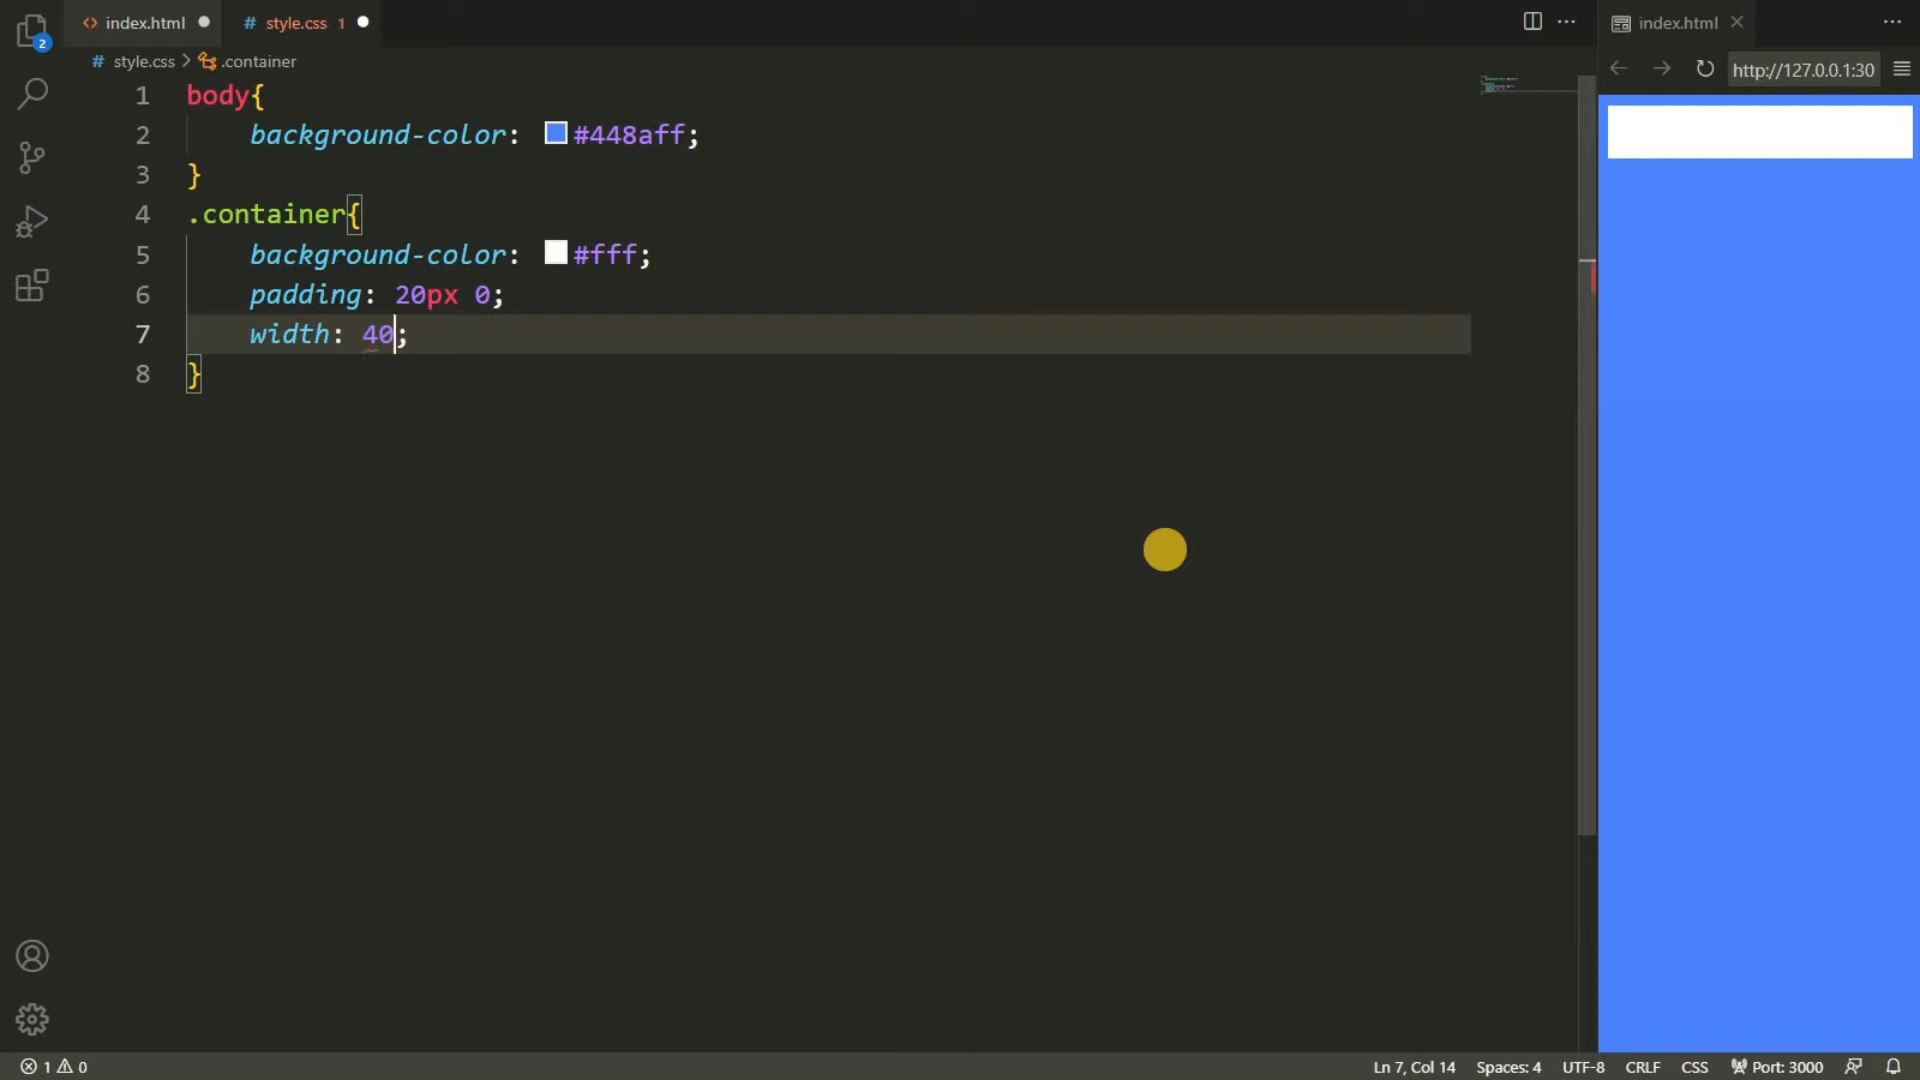 index.html
style.css 1
index.html
style.css > .container
http://127.0.0.1:30
1 body{
2 background-color: #448aff;
3 }
4 .container{
5 background-color: #fff;
6 padding: 20px 0;
7 width: 40;
8 }
2
1 0
Ln 7, Col 14 Spaces: 4 UTF-8 CRLF CSS Port: 3000